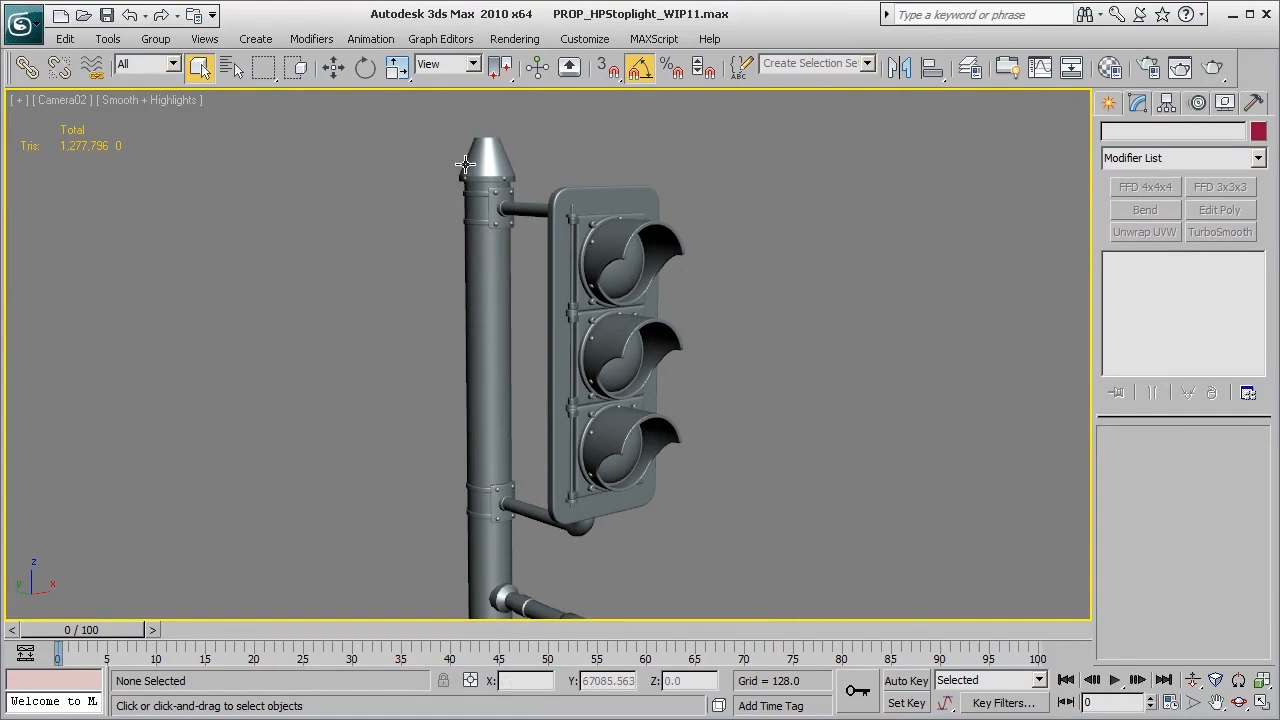 Autodesk 3ds Max 2010 x64 PROP_HPStoplight_WIP11.max
Type a keyword or phrase
Edit Tools Group Views Create Modifiers Animation Graph Editors Rendering Customize MAXScript Help
All View 3 Create Selection Se
[ + ] [ Camera02 ] [ Smooth + Highlights ]
Total
Tris: 1,277,796 0
Modifier List
FFD 4x4x4 FFD 3x3x3
Bend Edit Poly
Unwrap UVW TurboSmooth
z
y x
< 0 / 100 >
0 5 10 15 20 25 30 35 40 45 50 55 60 65 70 75 80 85 90 95 100
None Selected X: Y: 67085.563 Z: 0.0 Grid = 128.0 Auto Key Selected
Welcome to M Click or click-and-drag to select objects Add Time Tag Set Key Key Filters... 0